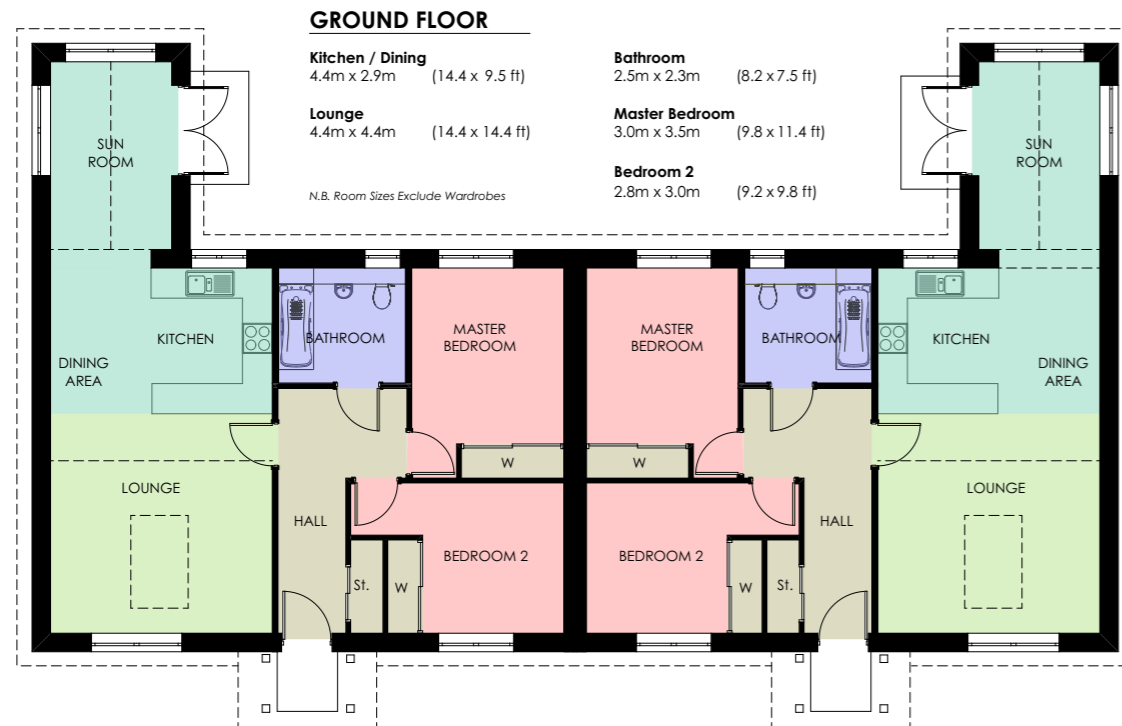 GROUND FLOOR
Kitchen / Dining
4.4m x 2.9m (14.4 x 9.5 ft)
Lounge
4.4m x 4.4m (14.4 x 14.4 ft)
N.B. Room Sizes Exclude Wardrobes
Bathroom
2.5m x 2.3m (8.2 x 7.5 ft)
Master Bedroom
3.0m x 3.5m (9.8 x 11.4 ft)
Bedroom 2
2.8m x 3.0m (9.2 x 9.8 ft)
SUN
ROOM
KITCHEN
DINING
AREA
BATHROOM
MASTER
BEDROOM
W
LOUNGE
HALL
BEDROOM 2
St.
W
SUN
ROOM
MASTER
BEDROOM
BATHROOM
KITCHEN
DINING
AREA
W
BEDROOM 2
W
St.
HALL
LOUNGE